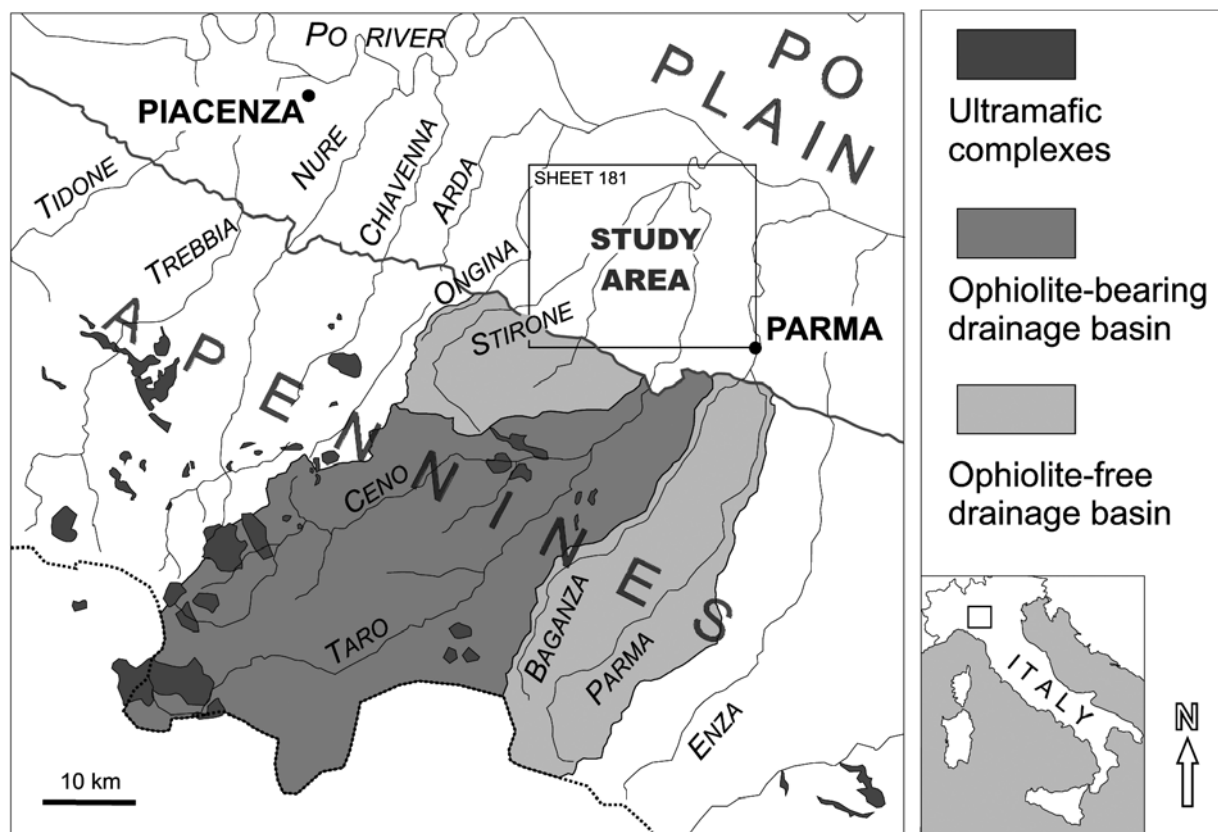 PO RIVER
PO
PLAIN
PIACENZA
NURE
CHIAVENNA
ARDA
TIDONE
TREBBIA
SHEET 181
STUDY
AREA
ONGINA
STIRONE
PARMA
APENNINES
CENO
TARO
BAGANZA
PARMA
ENZA
10 km
Ultramafic
complexes
Ophiolite-bearing
drainage basin
Ophiolite-free
drainage basin
ITALY
N